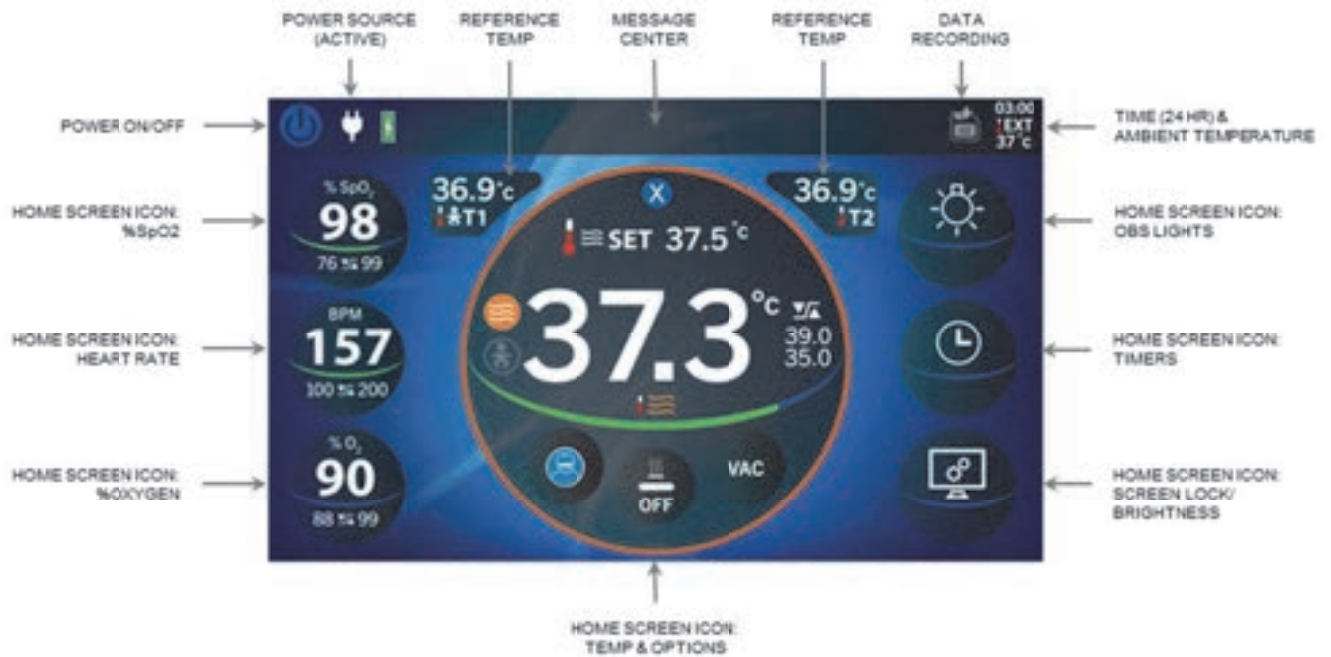 POWER SOURCE
(ACTIVE)
REFERENCE
TEMP
MESSAGE
CENTER
REFERENCE
TEMP
DATA
RECORDING
POWER ON/OFF
TIME (24 HR) &
AMBIENT TEMPERATURE
03:00
EXT
37°C
HOME SCREEN ICON:
%SpO2
% SpO₂
98
76 99
36.9°C
T1
X
SET 37.5°C
36.9°C
T2
HOME SCREEN ICON:
OBS LIGHTS
HOME SCREEN ICON:
HEART RATE
BPM
157
100 200
37.3°C
39.0
35.0
HOME SCREEN ICON:
TIMERS
HOME SCREEN ICON:
%OXYGEN
% O₂
90
88 99
OFF
VAC
HOME SCREEN ICON:
SCREEN LOCK/
BRIGHTNESS
HOME SCREEN ICON:
TEMP & OPTIONS